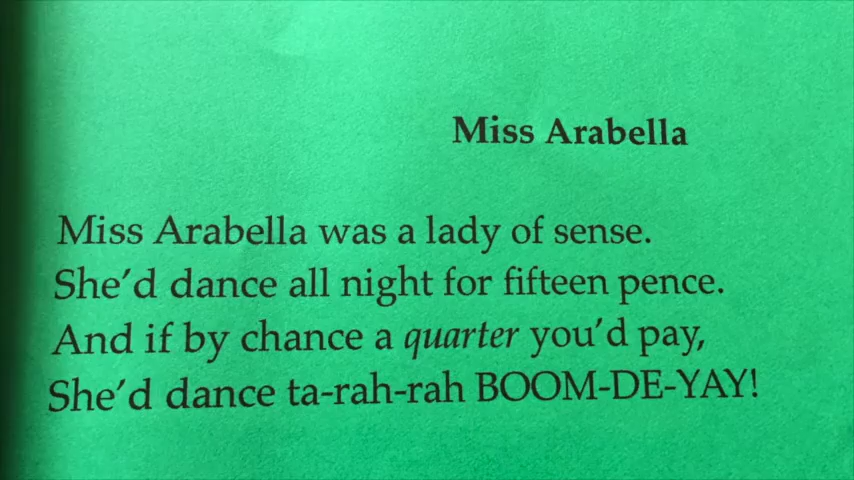 Miss Arabella
Miss Arabella was a lady of sense.
She’d dance all night for fifteen pence.
And if by chance a quarter you’d pay,
She’d dance ta-rah-rah BOOM-DE-YAY!